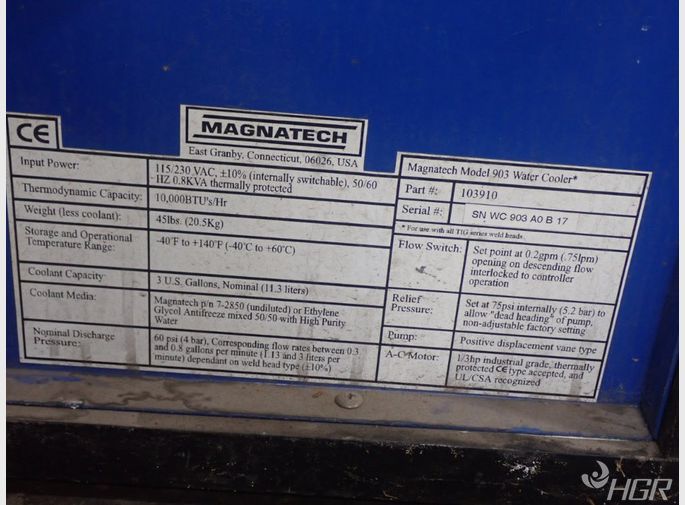 CE
MAGNATECH
East Granby, Connecticut, 06026, USA
Input Power:
115/230 VAC, ±10% (internally switchable), 50/60
HZ 0.8KVA thermally protected
Thermodynamic Capacity:
10,000BTU's/Hr
Weight (less coolant):
45lbs. (20.5Kg)
Storage and Operational
Temperature Range:
-40°F to +140°F (-40°C to +60°C)
Coolant Capacity:
3 U.S. Gallons, Nominal (11.3 liters)
Coolant Media:
Magnatech p/n 7-2850 (undiluted) or Ethylene
Glycol Antifreeze mixed 50/50 with High Purity
Water
Nominal Discharge
Pressure:
60 psi (4 bar), Corresponding flow rates between 0.3
and 0.8 gallons per minute (1.13 and 3 liters per
minute) dependant on weld head type (±10%)
Magnatech Model 903 Water Cooler*
Part #:
103910
Serial #:
SN WC 903 A0 B 17
* For use with all TIG series weld heads.
Flow Switch:
Set point at 0.2gpm (.75lpm)
opening on descending flow
interlocked to controller
operation
Relief
Pressure:
Set at 75psi internally (5.2 bar) to
allow "dead heading" of pump,
non-adjustable factory setting
Pump:
Positive displacement vane type
A-C Motor:
1/3hp industrial grade, thermally
protected CE type accepted, and
UL/CSA recognized
HGR